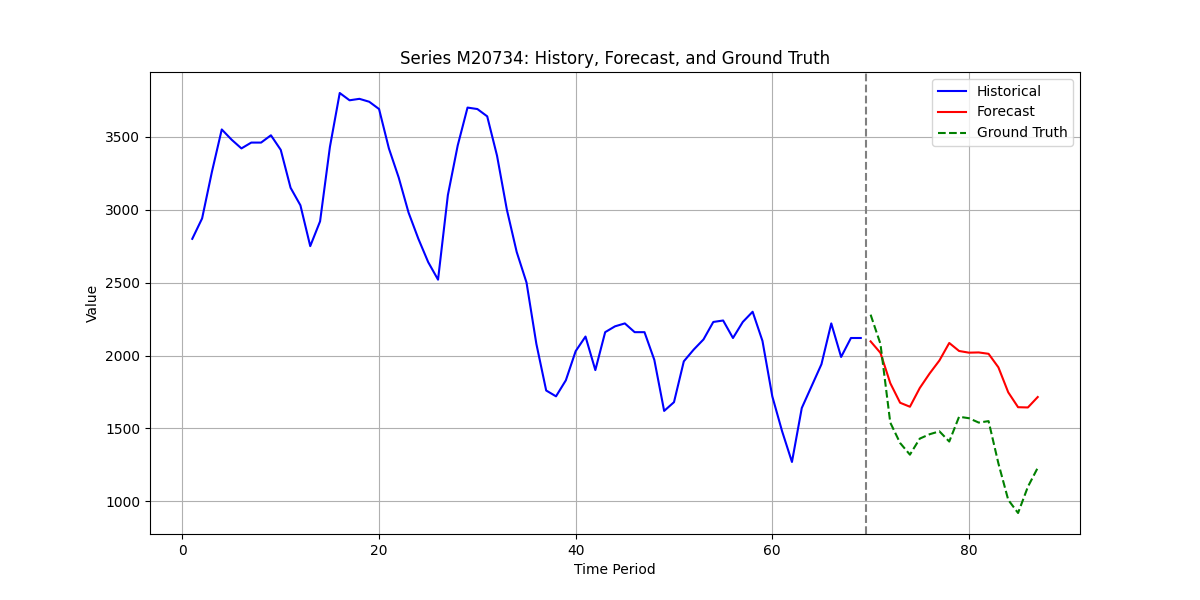 Series M20734: History, Forecast, and Ground Truth
Historical
Forecast
Ground Truth
3500
3000
2500
2000
1500
1000
Value
0 20 40 60 80
Time Period